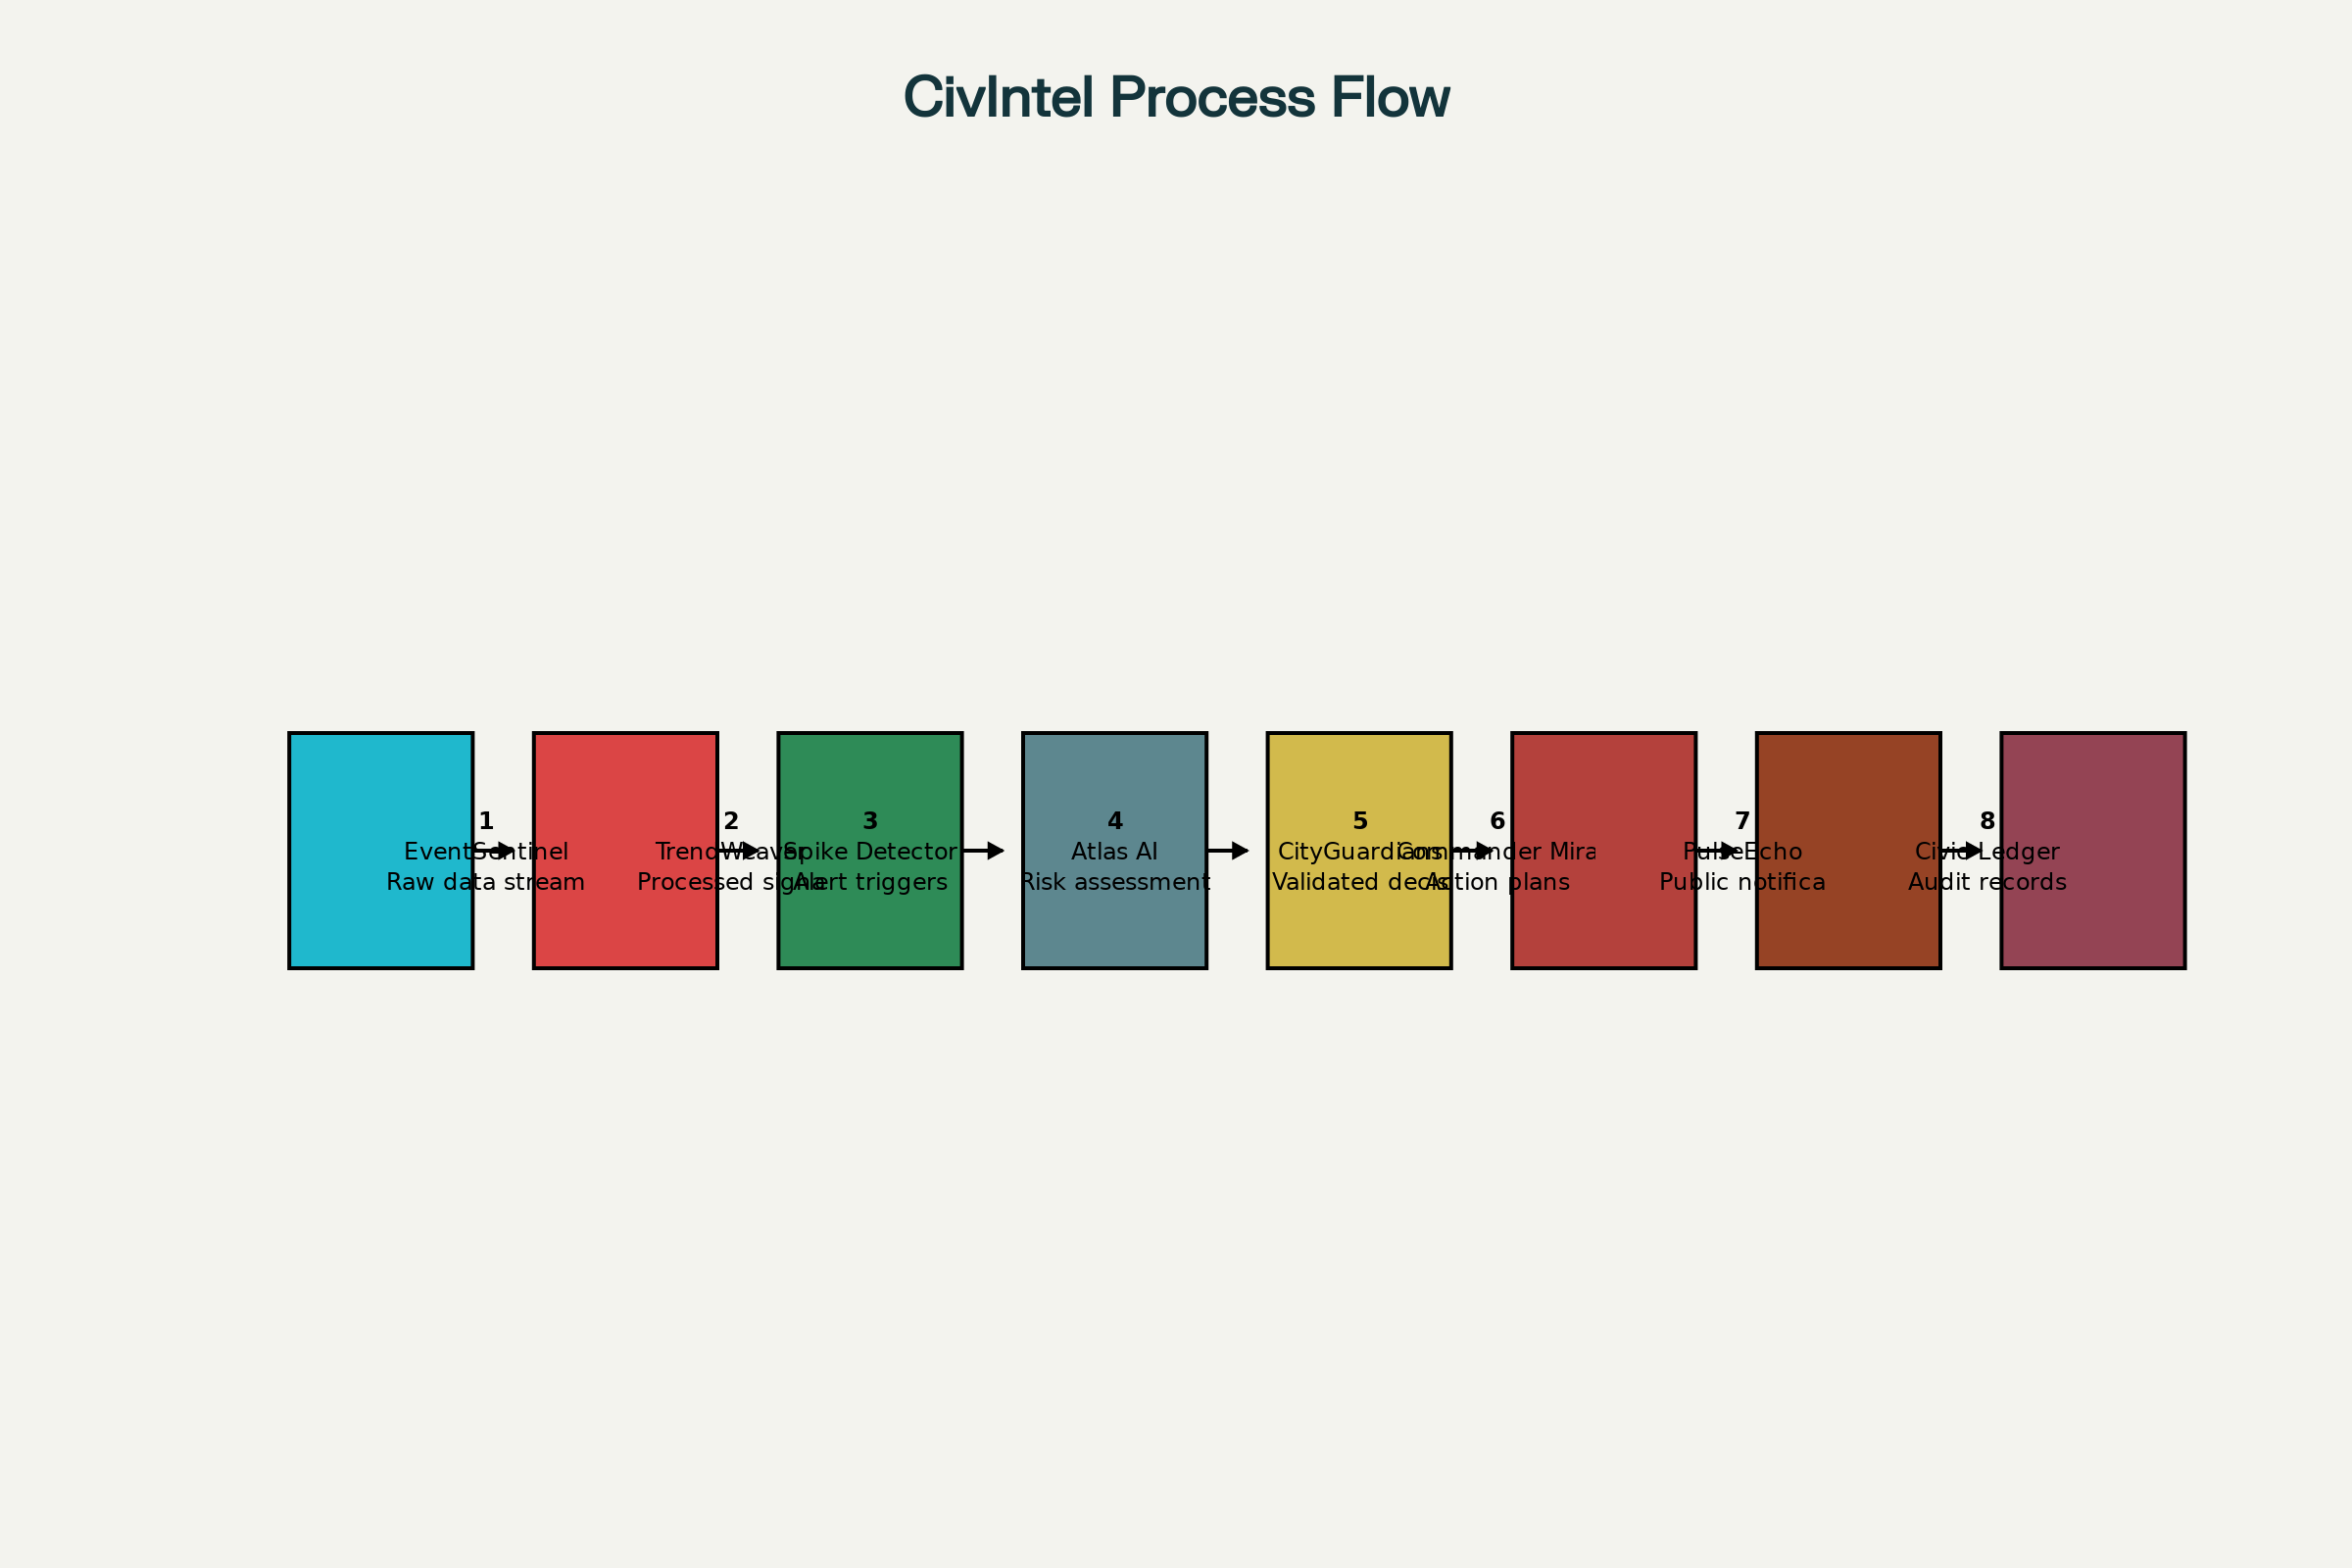 CivIntel Process Flow
1
EventSentinel
Raw data stream
2
TrendWeaver
Processed signa
3
Spike Detector
Alert triggers
4
Atlas AI
Risk assessment
5
CityGuardians
Validated decis
6
Commander Mira
Action plans
7
PulseEcho
Public notifica
8
CivicLedger
Audit records